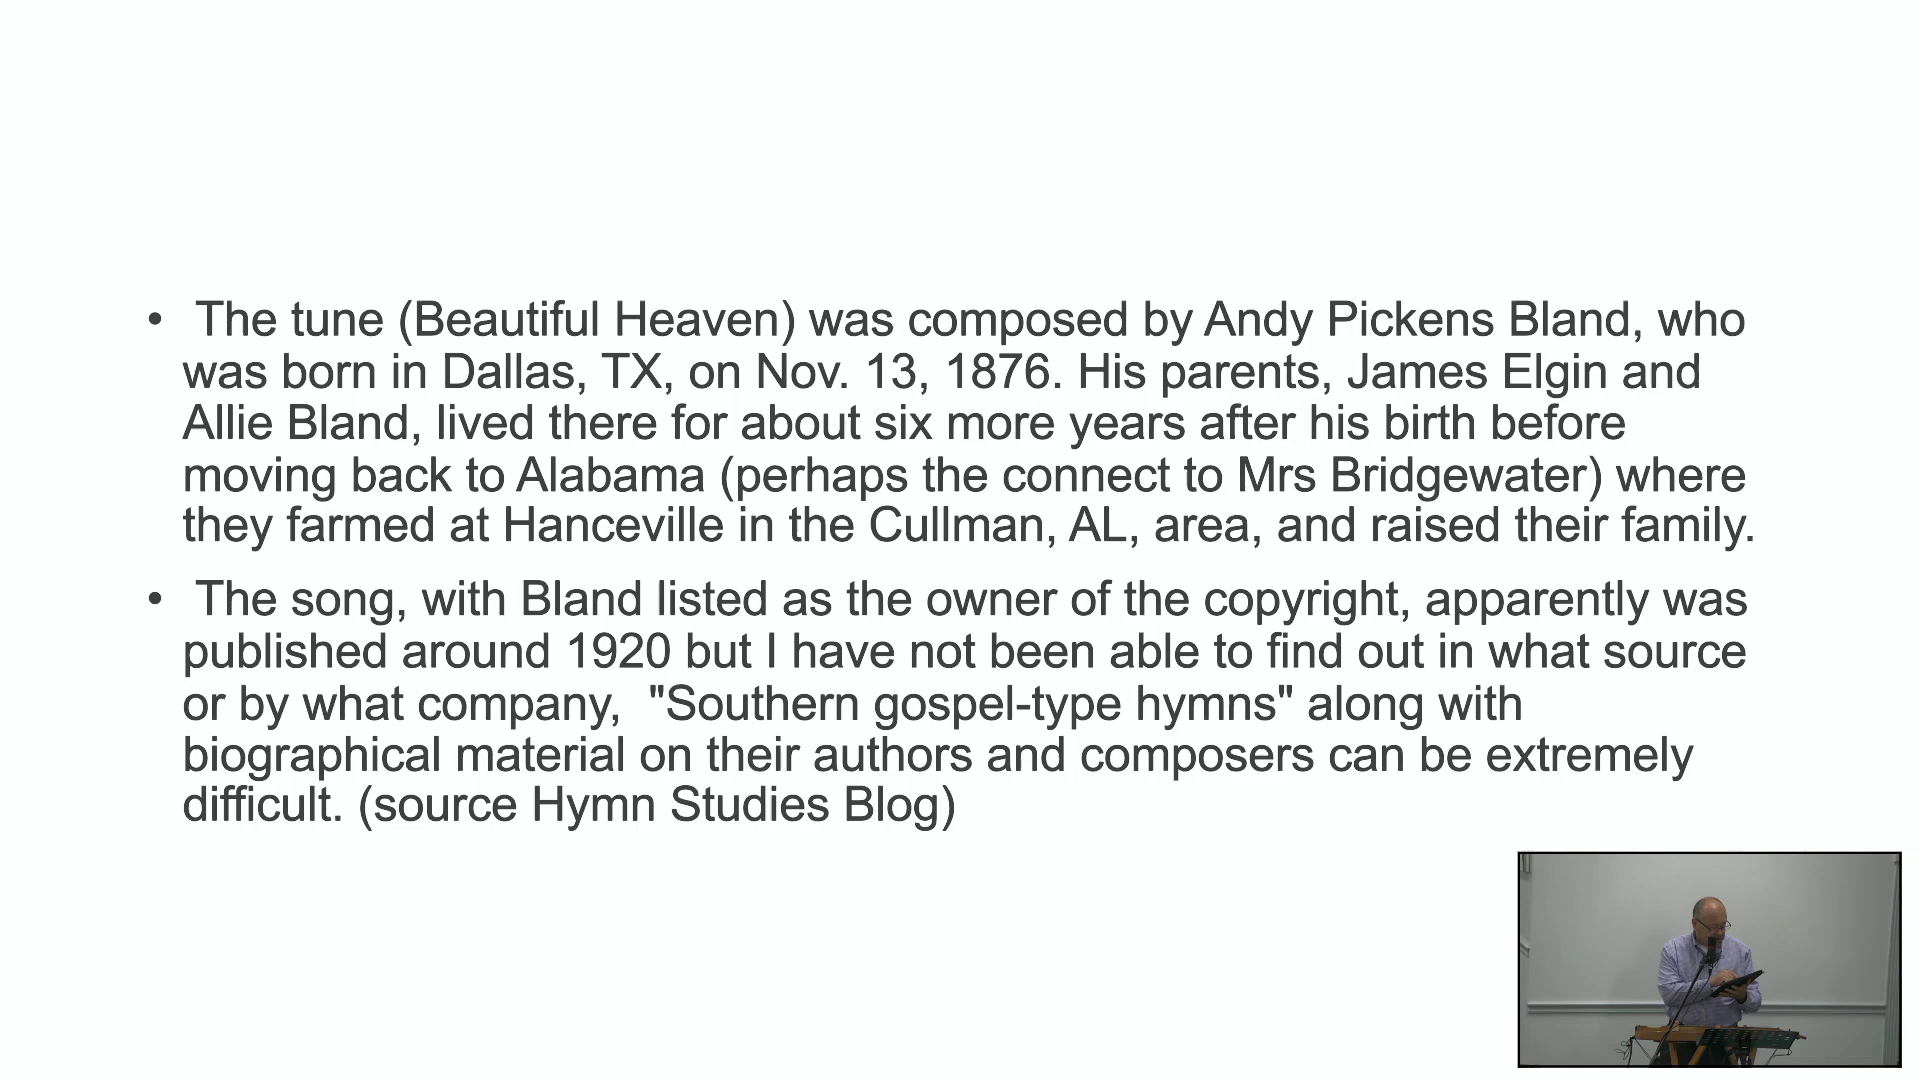 • The tune (Beautiful Heaven) was composed by Andy Pickens Bland, who
was born in Dallas, TX, on Nov. 13, 1876. His parents, James Elgin and
Allie Bland, lived there for about six more years after his birth before
moving back to Alabama (perhaps the connect to Mrs Bridgewater) where
they farmed at Hanceville in the Cullman, AL, area, and raised their family.
• The song, with Bland listed as the owner of the copyright, apparently was
published around 1920 but I have not been able to find out in what source
or by what company,  "Southern gospel-type hymns" along with
biographical material on their authors and composers can be extremely
difficult. (source Hymn Studies Blog)